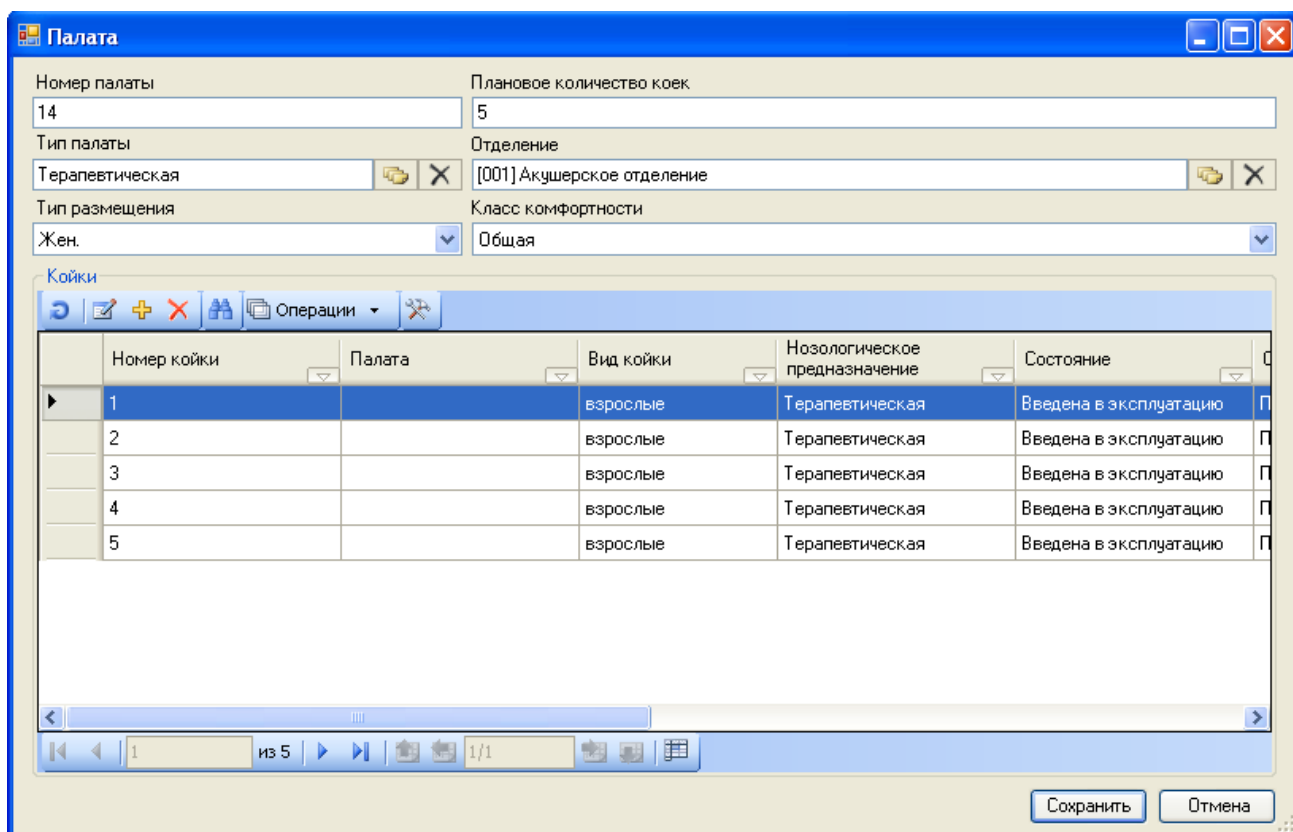 Палата
Номер палаты Плановое количество коек
14 5
Тип палаты Отделение
Терапевтическая [001] Акушерское отделение
Тип размещения Класс комфортности
Жен. Общая
Койки
Операции
Номер койки Палата Вид койки Нозологическое предназначение Состояние
1 взрослые Терапевтическая Введена в эксплуатацию П
2 взрослые Терапевтическая Введена в эксплуатацию П
3 взрослые Терапевтическая Введена в эксплуатацию П
4 взрослые Терапевтическая Введена в эксплуатацию П
5 взрослые Терапевтическая Введена в эксплуатацию П
1 из 5 1/1
Сохранить Отмена